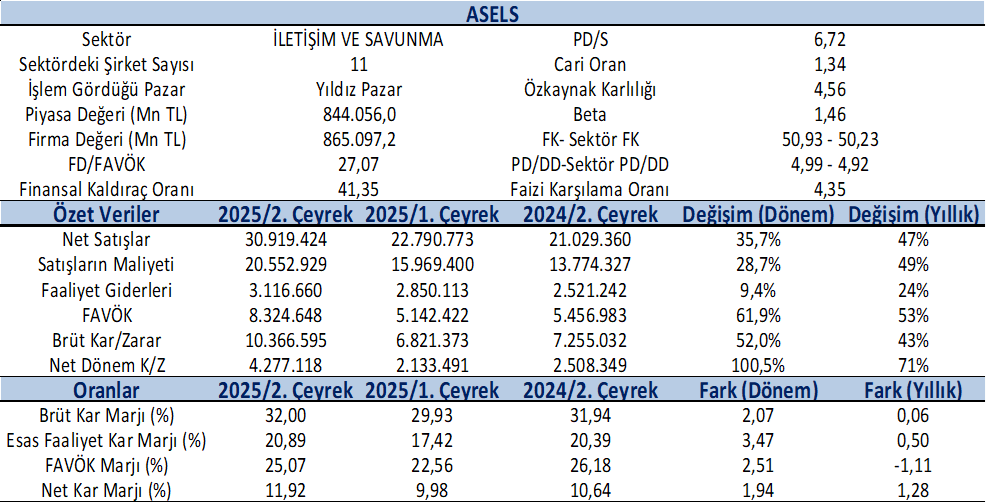 ASELS
Sektör İLETİŞİM VE SAVUNMA PD/S 6,72
Sektördeki Şirket Sayısı 11 Cari Oran 1,34
İşlem Gördüğü Pazar Yıldız Pazar Özkaynak Karlılığı 4,56
Piyasa Değeri (Mn TL) 844.056,0 Beta 1,46
Firma Değeri (Mn TL) 865.097,2 FK- Sektör FK 50,93 - 50,23
FD/FAVÖK 27,07 PD/DD-Sektör PD/DD 4,99 - 4,92
Finansal Kaldıraç Oranı 41,35 Faizi Karşılama Oranı 4,35
Özet Veriler 2025/2. Çeyrek 2025/1. Çeyrek 2024/2. Çeyrek Değişim (Dönem) Değişim (Yıllık)
Net Satışlar 30.919.424 22.790.773 21.029.360 35,7% 47%
Satışların Maliyeti 20.552.929 15.969.400 13.774.327 28,7% 49%
Faaliyet Giderleri 3.116.660 2.850.113 2.521.242 9,4% 24%
FAVÖK 8.324.648 5.142.422 5.456.983 61,9% 53%
Brüt Kar/Zarar 10.366.595 6.821.373 7.255.032 52,0% 43%
Net Dönem K/Z 4.277.118 2.133.491 2.508.349 100,5% 71%
Oranlar 2025/2. Çeyrek 2025/1. Çeyrek 2024/2. Çeyrek Fark (Dönem) Fark (Yıllık)
Brüt Kar Marjı (%) 32,00 29,93 31,94 2,07 0,06
Esas Faaliyet Kar Marjı (%) 20,89 17,42 20,39 3,47 0,50
FAVÖK Marjı (%) 25,07 22,56 26,18 2,51 -1,11
Net Kar Marjı (%) 11,92 9,98 10,64 1,94 1,28